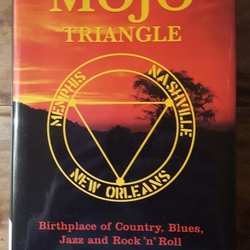 MOJO
TRIANGLE
MEMPHIS
NASHVILLE
NEW ORLEANS
Birthplace of Country, Blues,
Jazz and Rock 'n' Roll